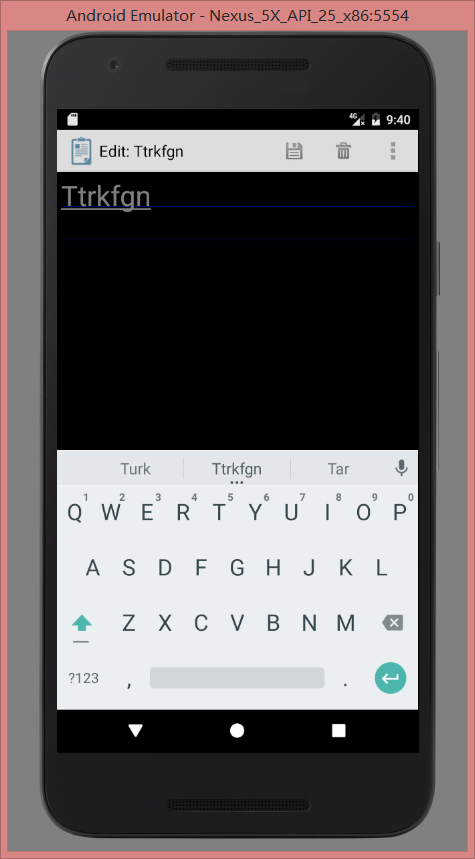 Android Emulator - Nexus_5X_API_25_x86:5554
4G 9:40
Edit: Ttrkfgn
Ttrkfgn
Turk Ttrkfgn Tar
1 2 3 4 5 6 7 8 9 0
Q W E R T Y U I O P
A S D F G H J K L
Z X C V B N M
?123 , .